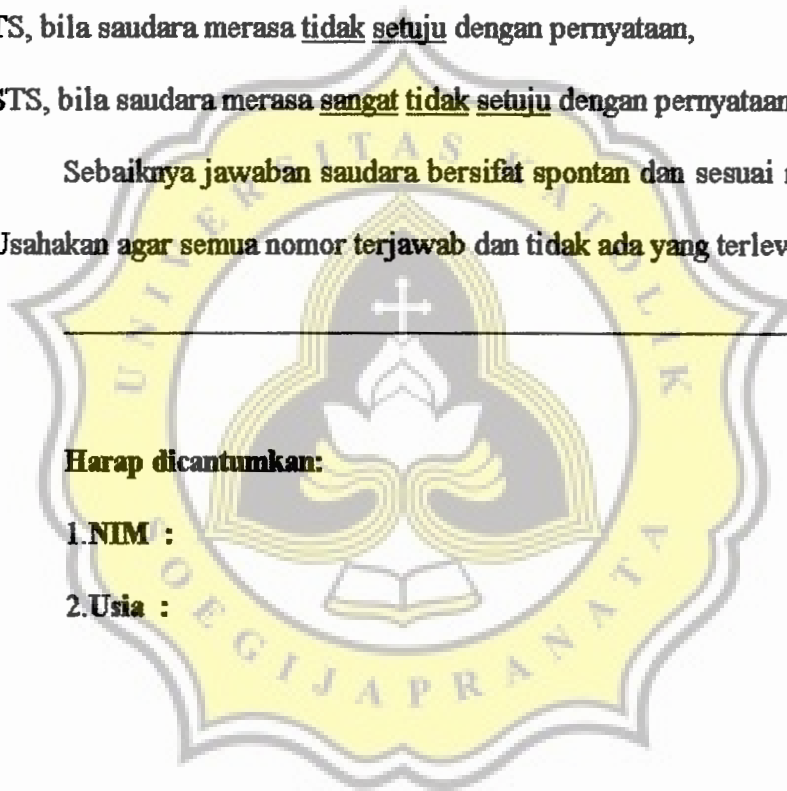 TS, bila saudara merasa tidak setuju dengan pernyataan,
STS, bila saudara merasa sangat tidak setuju dengan pernyataan
Sebaiknya jawaban saudara bersifat spontan dan sesuai
Usahakan agar semua nomor terjawab dan tidak ada yang
UNIVERSITAS KATOLIK
Harap dicantumkan:
1.NIM :
2.Usia :
SOEGIJAPRANATA